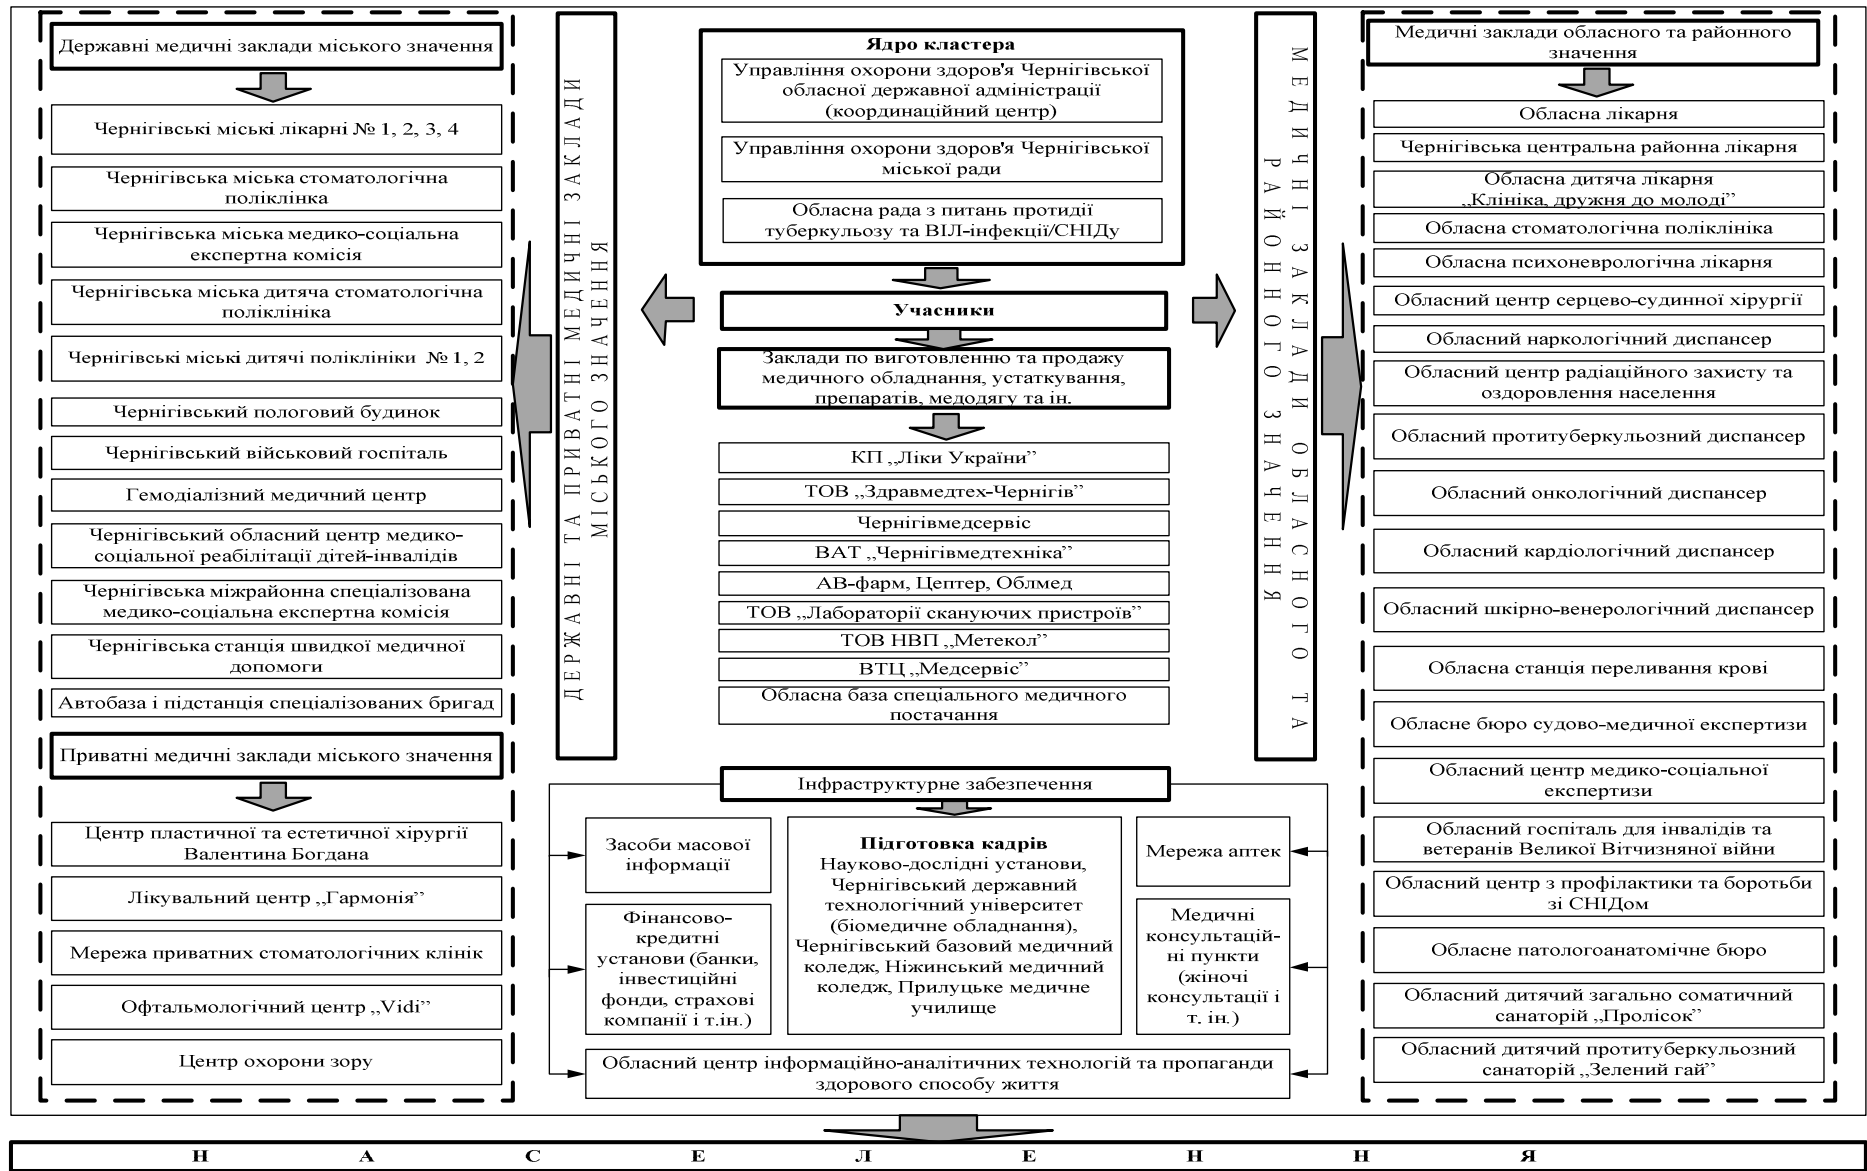 Державні медичні заклади міського значення
Чернігівські міські лікарні № 1, 2, 3, 4
Чернігівська міська стоматологічна
поліклінка
Чернігівська міська медико-соціальна
експертна комісія
Чернігівська міська дитяча стоматологічна
поліклініка
Чернігівські міські дитячі поліклініки № 1, 2
Чернігівський пологовий будинок
Чернігівський військовий госпіталь
Гемодіалізний медичний центр
Чернігівський обласний центр медико-
соціальної реабілітації дітей-інвалідів
Чернігівська міжрайонна спеціалізована
медико-соціальна експертна комісія
Чернігівська станція швидкої медичної
допомоги
Автобаза і підстанція спеціалізованих бригад
Приватні медичні заклади міського значення
Центр пластичної та естетичної хірургії
Валентина Богдана
Лікувальний центр „Гармонія”
Мережа приватних стоматологічних клінік
Офтальмологічний центр „Vidi”
Центр охорони зору
ДЕРЖАВНІ ТА ПРИВАТНІ МЕДИЧНІ ЗАКЛАДИ
МІСЬКОГО ЗНАЧЕННЯ
Ядро кластера
Управління охорони здоров'я Чернігівської
обласної державної адміністрації
(координаційний центр)
Управління охорони здоров'я Чернігівської
міської ради
Обласна рада з питань протидії
туберкульозу та ВІЛ-інфекції/СНІДу
Учасники
Заклади по виготовленню та продажу
медичного обладнання, устаткування,
препаратів, медодягу та ін.
КП „Ліки України”
ТОВ „Здравмедтех-Чернігів”
Чернігівмедсервіс
ВАТ „Чернігівмедтехніка”
АВ-фарм, Цептер, Облмед
ТОВ „Лабораторії скануючих пристроїв”
ТОВ НВП „Метекол”
ВТЦ „Медсервіс”
Обласна база спеціального медичного
постачання
Інфраструктурне забезпечення
Засоби масової
інформації
Фінансово-
кредитні
установи (банки,
інвестиційні
фонди, страхові
компанії і т.ін.)
Підготовка кадрів
Науково-дослідні установи,
Чернігівський державний
технологічний університет
(біомедичне обладнання),
Чернігівський базовий медичний
коледж, Ніжинський медичний
коледж, Прилуцьке медичне
училище
Мережа аптек
Медичні
консультацій-
ні пункти
(жіночі
консультації і
т. ін.)
Обласний центр інформаційно-аналітичних технологій та пропаганди
здорового способу життя
МЕДИЧНІ ЗАКЛАДИ ОБЛАСНОГО ТА
РАЙОННОГО ЗНАЧЕННЯ
Медичні заклади обласного та районного
значення
Обласна лікарня
Чернігівська центральна районна лікарня
Обласна дитяча лікарня
„Клініка, дружня до молоді”
Обласна стоматологічна поліклініка
Обласна психоневрологічна лікарня
Обласний центр серцево-судинної хірургії
Обласний наркологічний диспансер
Обласний центр радіаційного захисту та
оздоровлення населення
Обласний протитуберкульозний диспансер
Обласний онкологічний диспансер
Обласний кардіологічний диспансер
Обласний шкірно-венерологічний диспансер
Обласна станція переливання крові
Обласне бюро судово-медичної експертизи
Обласний центр медико-соціальної
експертизи
Обласний госпіталь для інвалідів та
ветеранів Великої Вітчизняної війни
Обласний центр з профілактики та боротьби
зі СНІДом
Обласне патологоанатомічне бюро
Обласний дитячий загально соматичний
санаторій „Пролісок”
Обласний дитячий протитуберкульозний
санаторій „Зелений гай”
НАСЕЛЕННЯ